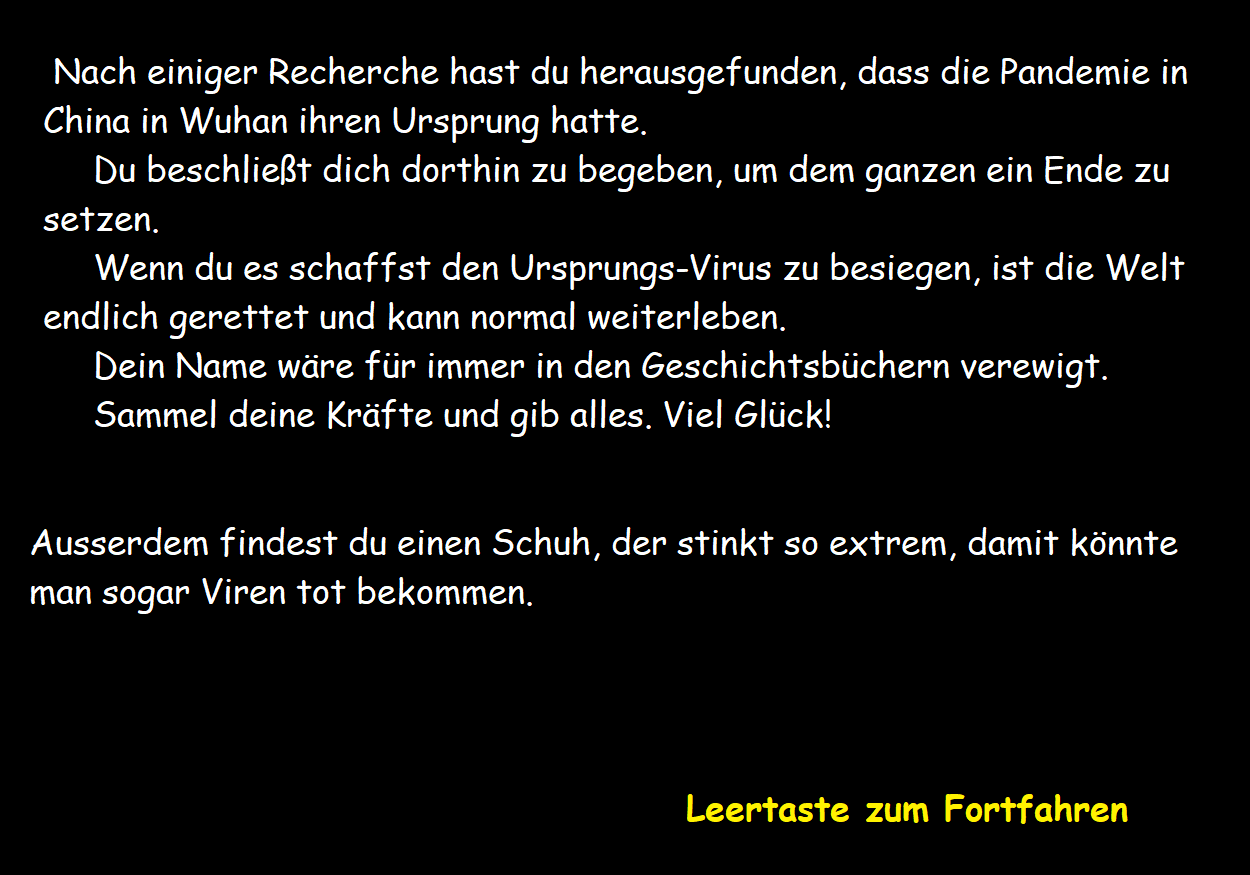 Nach einiger Recherche hast du herausgefunden, dass die Pandemie in
China in Wuhan ihren Ursprung hatte.
Du beschließt dich dorthin zu begeben, um dem ganzen ein Ende zu
setzen.
Wenn du es schaffst den Ursprungs-Virus zu besiegen, ist die Welt
endlich gerettet und kann normal weiterleben.
Dein Name wäre für immer in den Geschichtsbüchern verewigt.
Sammel deine Kräfte und gib alles. Viel Glück!
Ausserdem findest du einen Schuh, der stinkt so extrem, damit könnte
man sogar Viren tot bekommen.
Leertaste zum Fortfahren